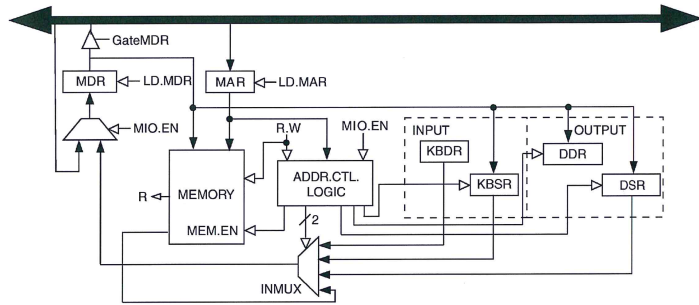 GateMDR
MDR
LD.MDR
MAR
LD.MAR
MIO.EN
R.W
MIO.EN
INPUT
OUTPUT
KBDR
DDR
ADDR.CTL.
LOGIC
MEMORY
R
KBSR
DSR
MEM.EN
2
INMUX